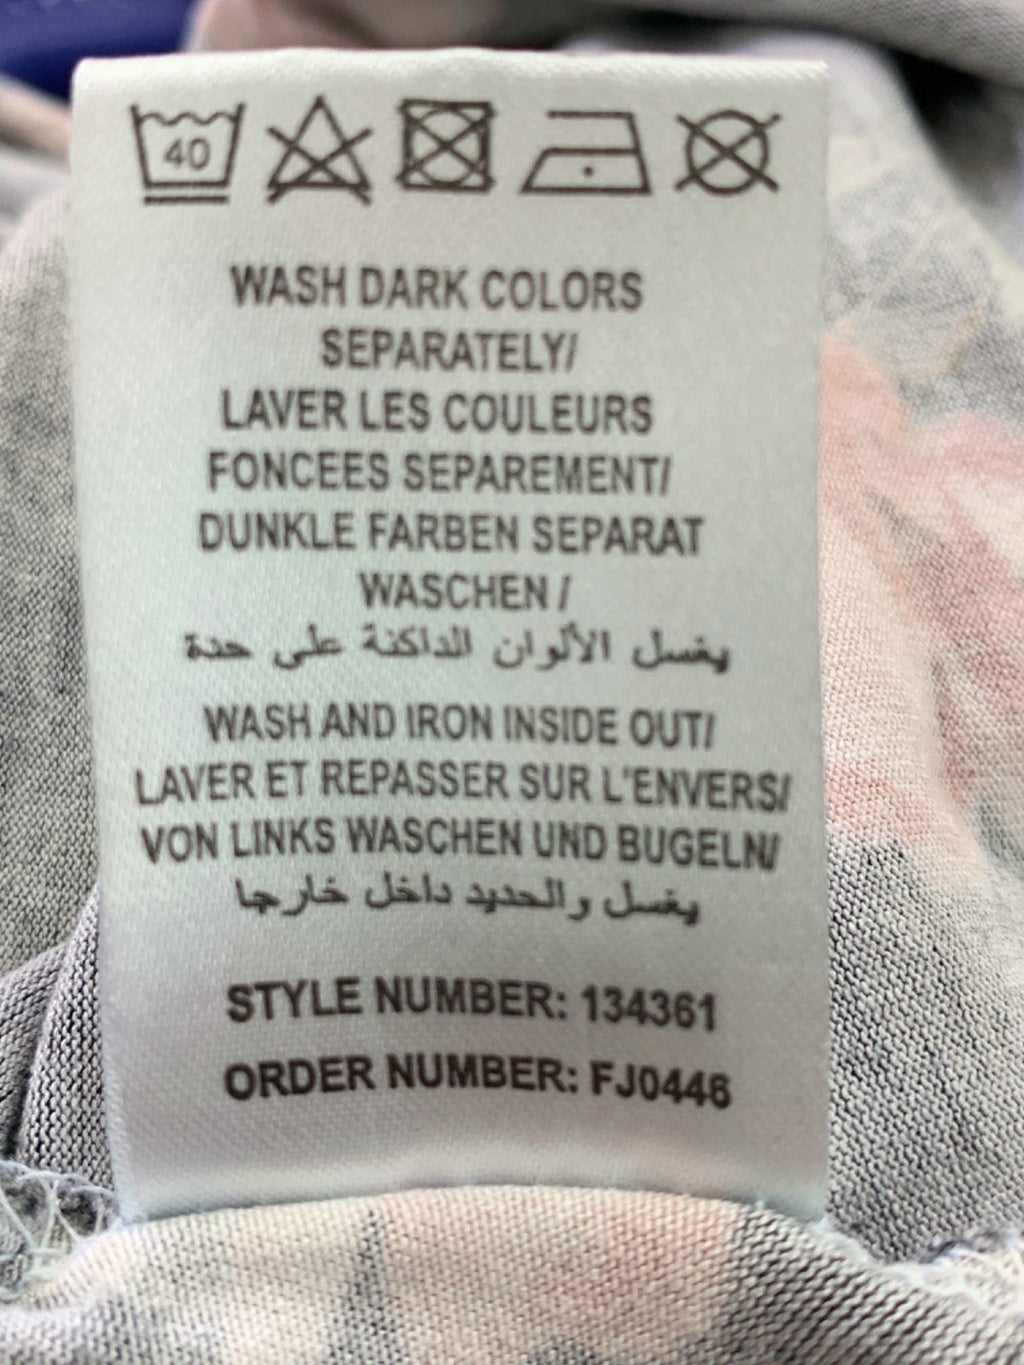 40
WASH DARK COLORS
SEPARATELY/
LAVER LES COULEURS
FONCEES SEPAREMENT/
DUNKLE FARBEN SEPARAT
WASCHEN /
يغسل الألوان الداكنة على حدة
WASH AND IRON INSIDE OUT/
LAVER ET REPASSER SUR L'ENVERS/
VON LINKS WASCHEN UND BUGELN/
يغسل والحديد داخل خارجا
STYLE NUMBER: 134361
ORDER NUMBER: FJ0446